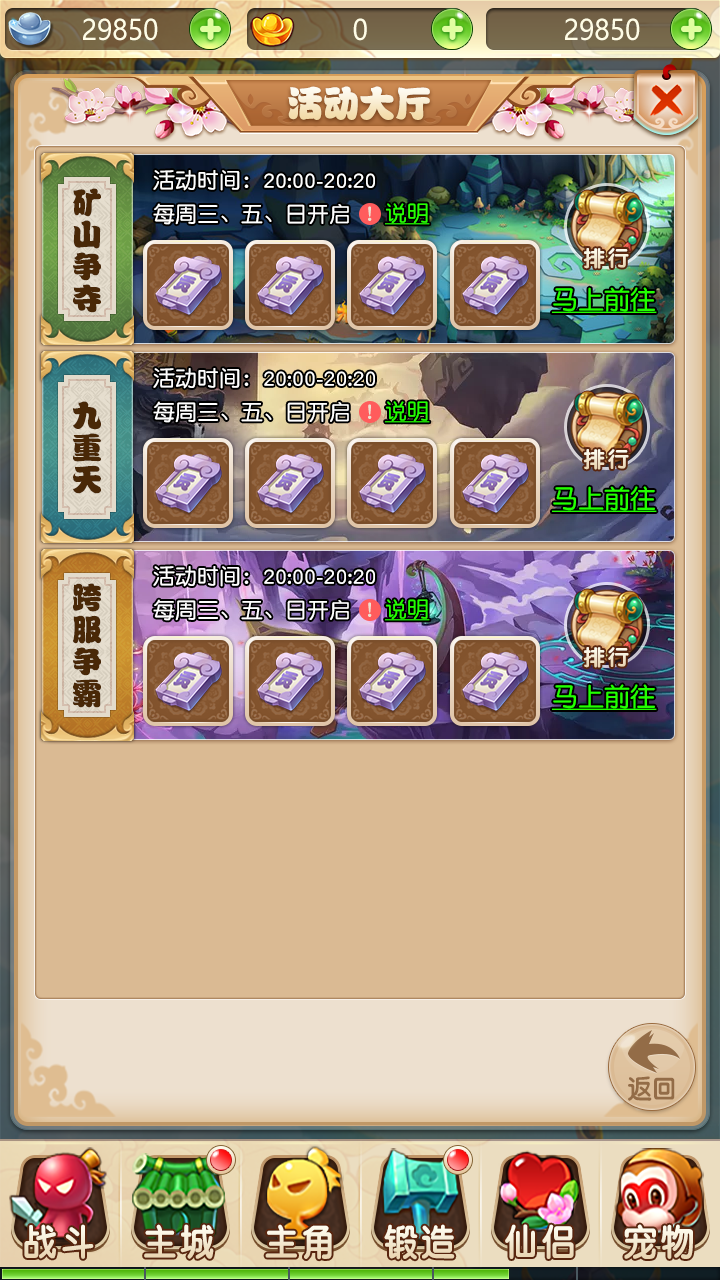 29850
0
29850
活动大厅
矿山争夺
活动时间：20:00-20:20
每周三、五、日开启 ! 说明
排行
马上前往
九重天
活动时间：20:00-20:20
每周三、五、日开启 ! 说明
排行
马上前往
跨服争霸
活动时间：20:00-20:20
每周三、五、日开启 ! 说明
排行
马上前往
返回
战斗
主城
主角
锻造
仙侣
宠物